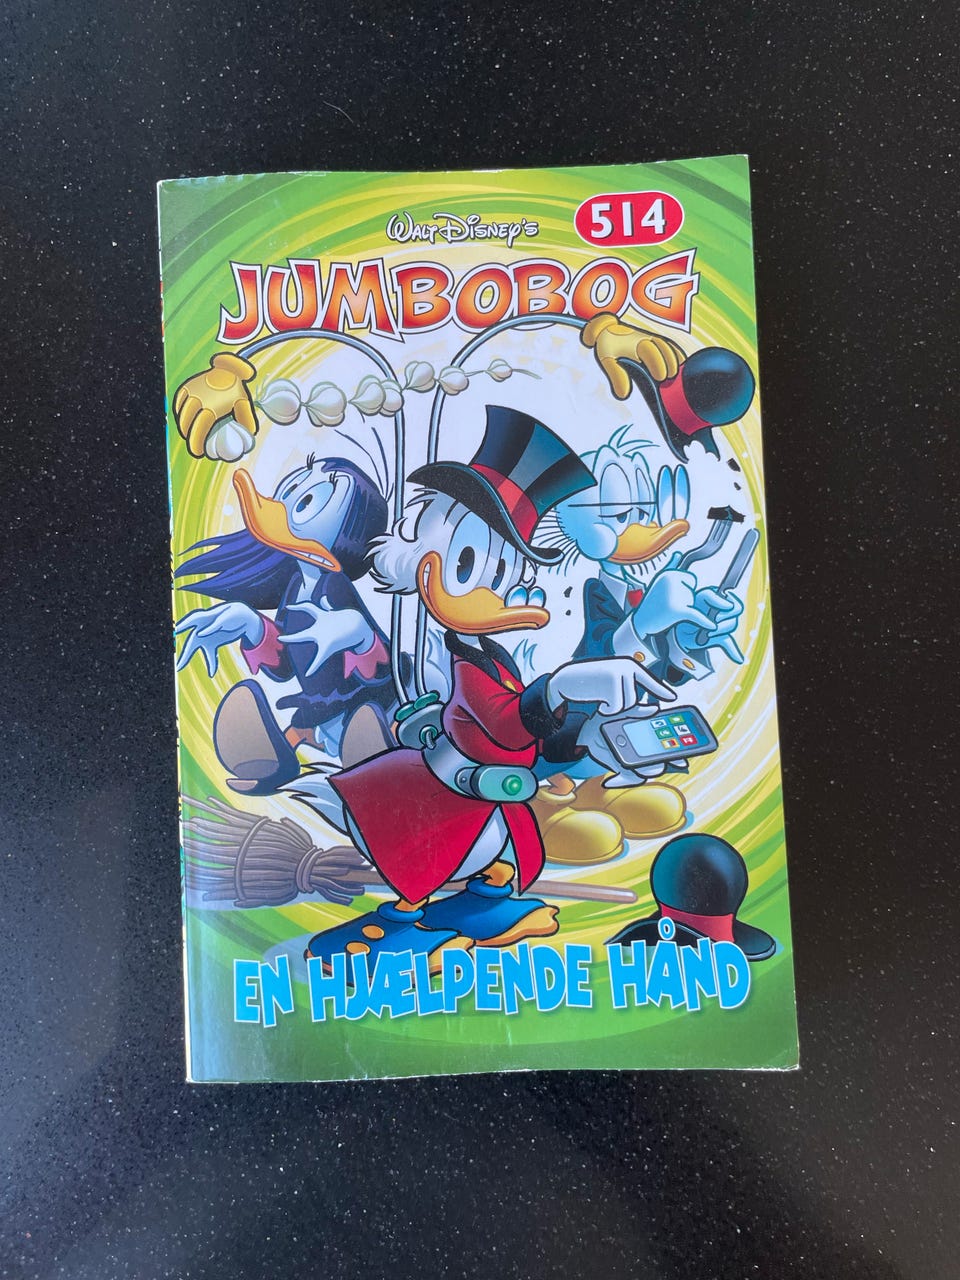 Walt Disney's
514
JUMBOBOG
EN HJÆLPENDE HÅND